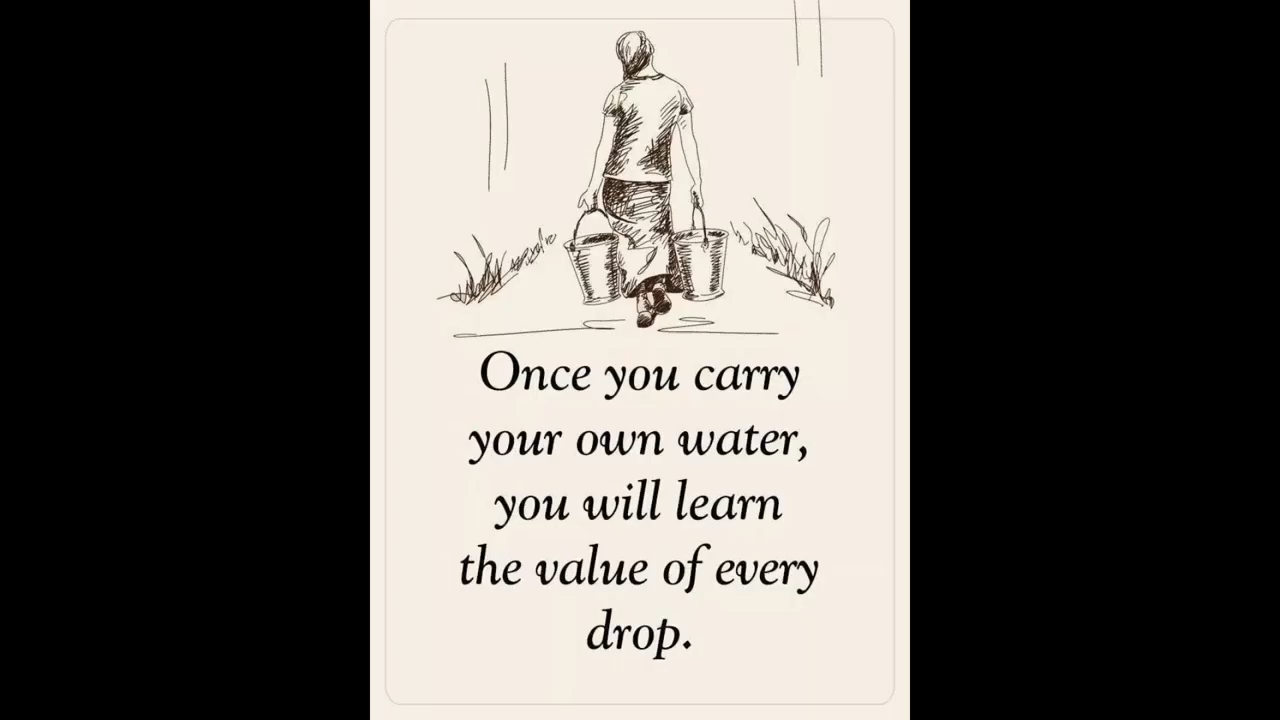 Once you carry
your own water,
you will learn
the value of every
drop.